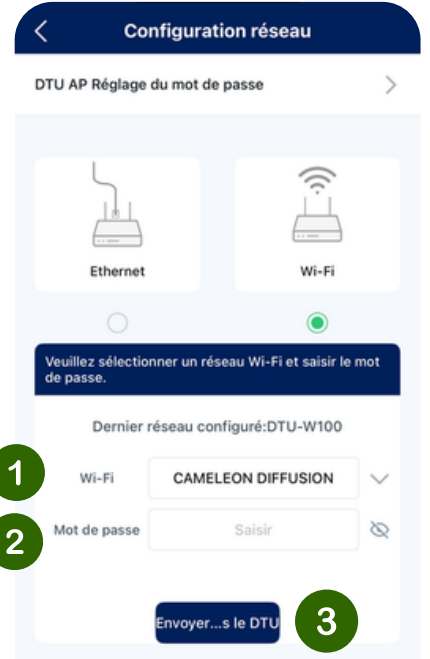 Configuration réseau
DTU AP Réglage du mot de passe
Ethernet
Wi-Fi
Veuillez sélectionner un réseau Wi-Fi et saisir le mot
de passe.
Dernier réseau configuré:DTU-W100
1
Wi-Fi
CAMELEON DIFFUSION
2
Mot de passe
Saisir
Envoyer...s le DTU
3